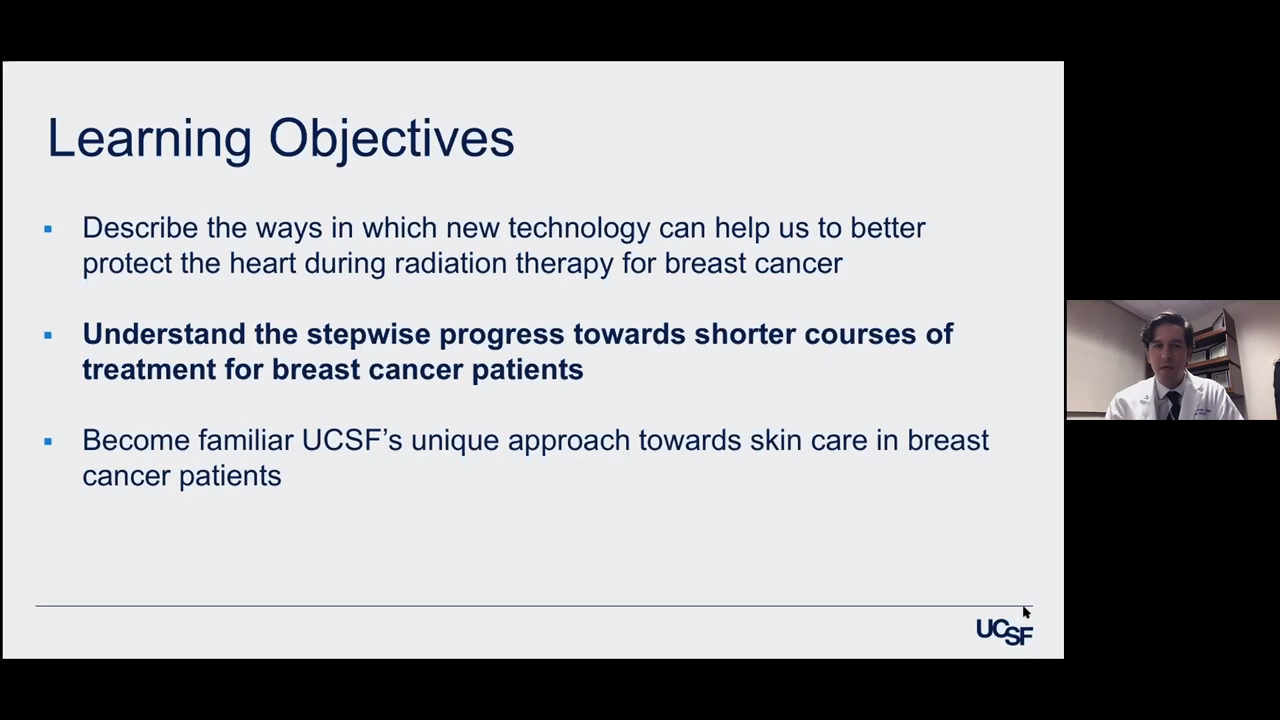 Learning Objectives
Describe the ways in which new technology can help us to better
protect the heart during radiation therapy for breast cancer
Understand the stepwise progress towards shorter courses of
treatment for breast cancer patients
Become familiar UCSF’s unique approach towards skin care in breast
cancer patients
UCSF